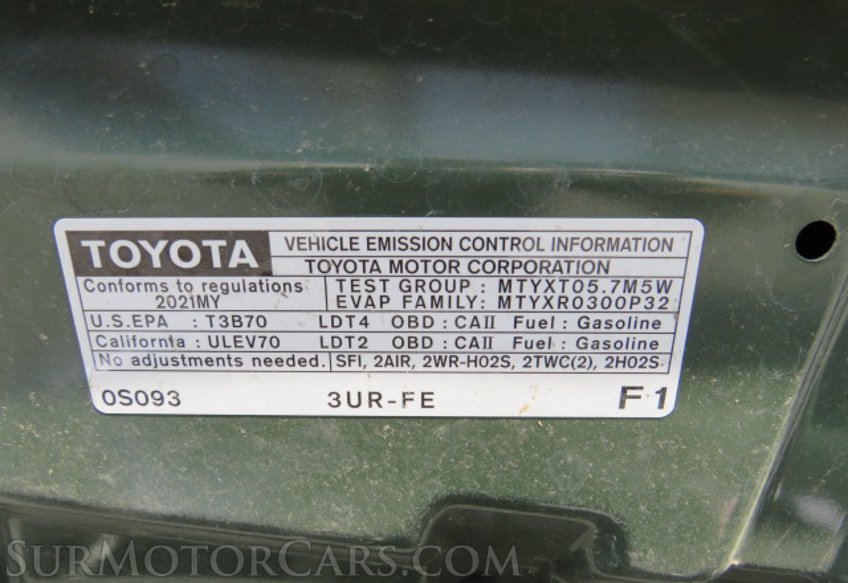 TOYOTA VEHICLE EMISSION CONTROL INFORMATION
TOYOTA MOTOR CORPORATION
Conforms to regulations
2021MY
TEST GROUP : MTYXT05.7M5W
EVAP FAMILY: MTYXR0300P32
U.S.EPA : T3B70 LDT4 OBD : CAII Fuel : Gasoline
California : ULEV70 LDT2 OBD : CAII Fuel : Gasoline
No adjustments needed. SFI, 2AIR, 2WR-HO2S, 2TWC(2), 2HO2S.
0S093 3UR-FE F1
SurMotorCars.com